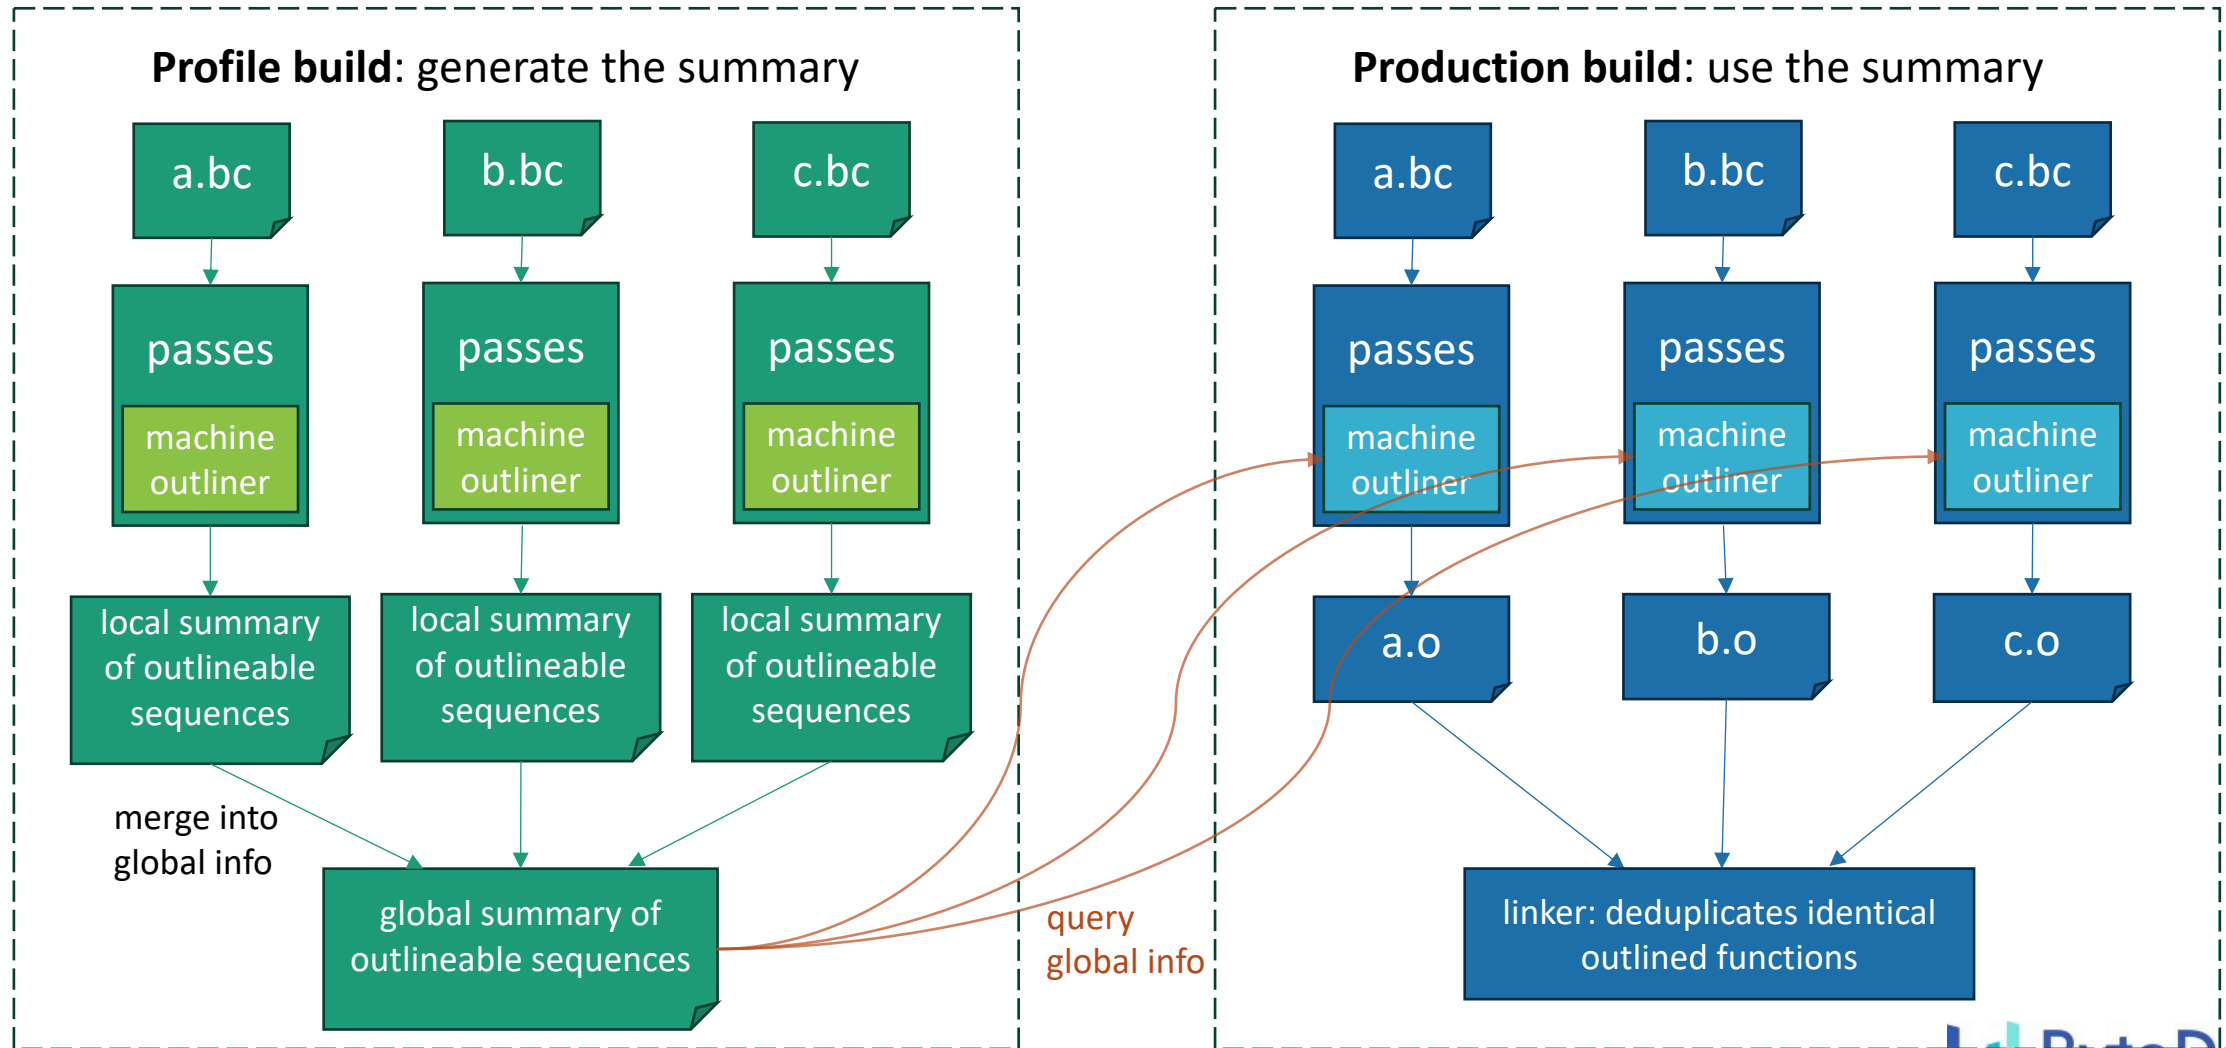 Profile build: generate the summary
a.bc
b.bc
c.bc
passes
passes
passes
machine
outliner
machine
outliner
machine
outliner
local summary
of outlineable
sequences
local summary
of outlineable
sequences
local summary
of outlineable
sequences
merge into
global info
global summary of
outlineable sequences
query
global info
Production build: use the summary
a.bc
b.bc
c.bc
passes
passes
passes
machine
outliner
machine
outliner
machine
outliner
a.o
b.o
c.o
linker: deduplicates identical
outlined functions